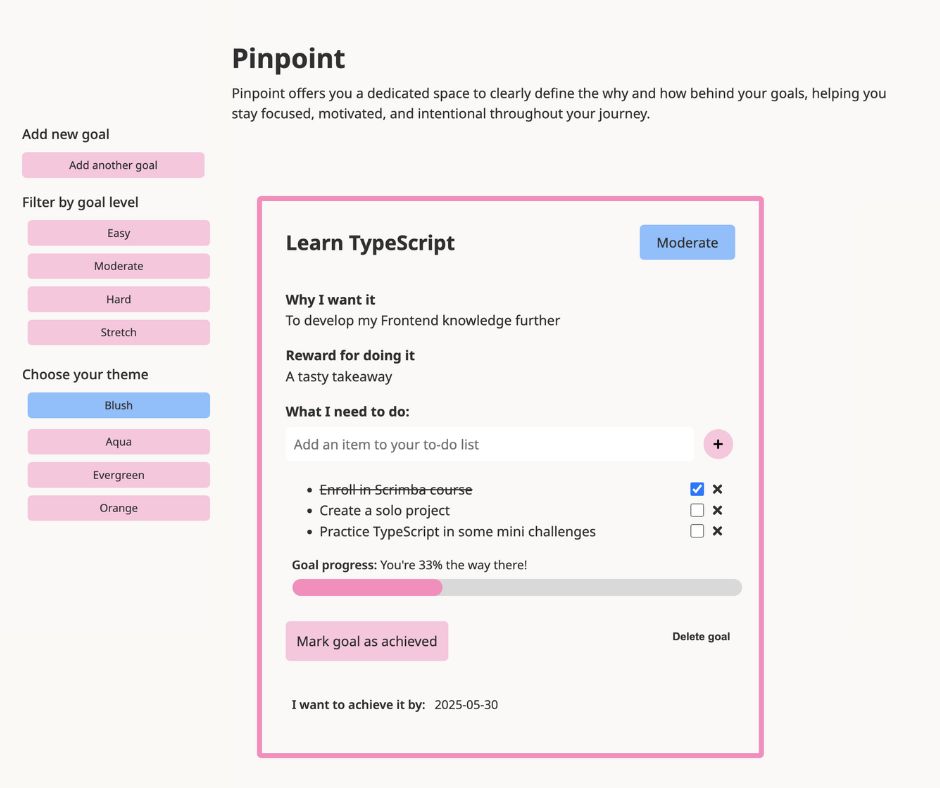 Pinpoint
Pinpoint offers you a dedicated space to clearly define the why and how behind your goals, helping you
stay focused, motivated, and intentional throughout your journey.
Add new goal
Add another goal
Filter by goal level
Easy
Moderate
Hard
Stretch
Choose your theme
Blush
Aqua
Evergreen
Orange
Learn TypeScript
Moderate
Why I want it
To develop my Frontend knowledge further
Reward for doing it
A tasty takeaway
What I need to do:
Add an item to your to-do list
Enroll in Scrimba course
Create a solo project
Practice TypeScript in some mini challenges
Goal progress: You're 33% the way there!
Mark goal as achieved
Delete goal
I want to achieve it by: 2025-05-30